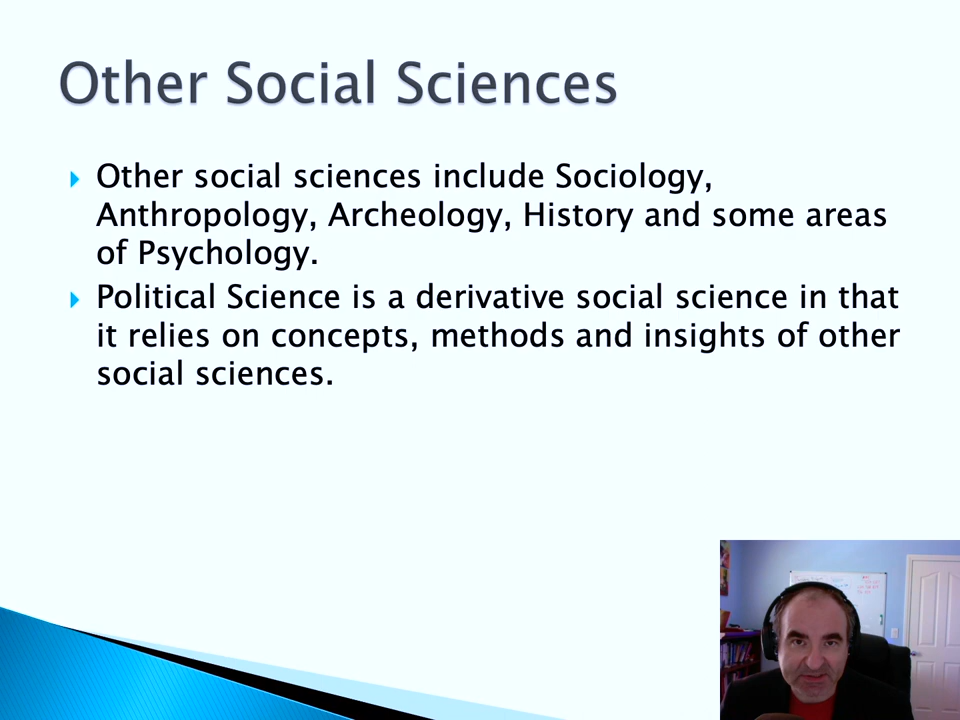 Other Social Sciences
Other social sciences include Sociology,
Anthropology, Archeology, History and some areas
of Psychology.
Political Science is a derivative social science in that
it relies on concepts, methods and insights of other
social sciences.